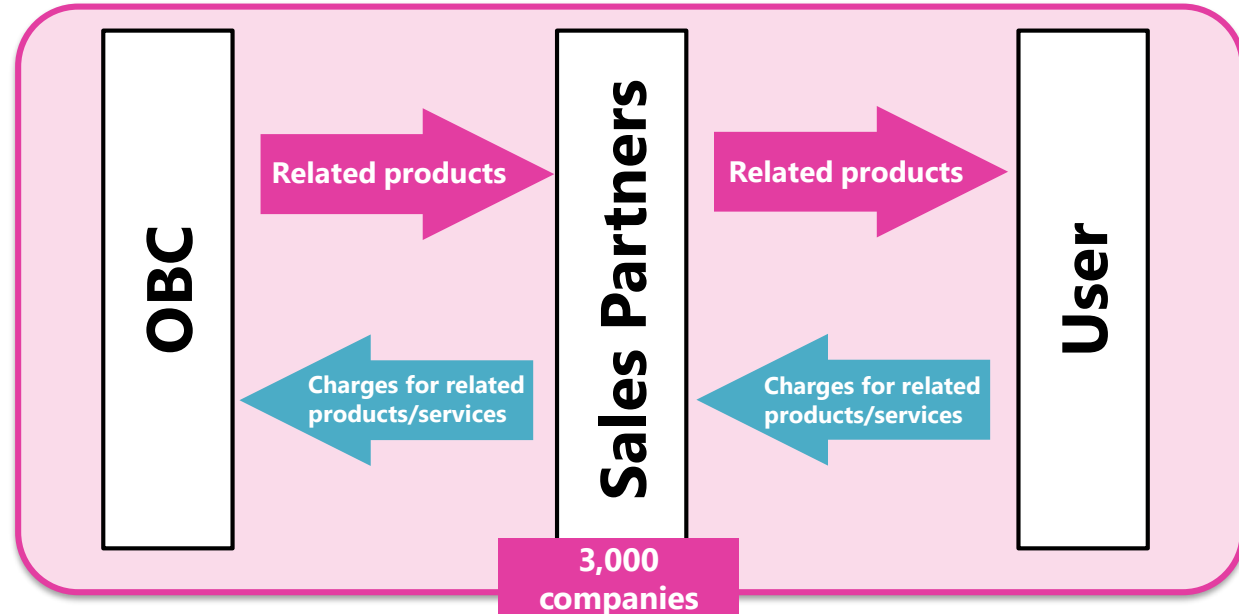 OBC
Related products
Sales Partners
Related products
User
Charges for related
products/services
Charges for related
products/services
3,000
companies